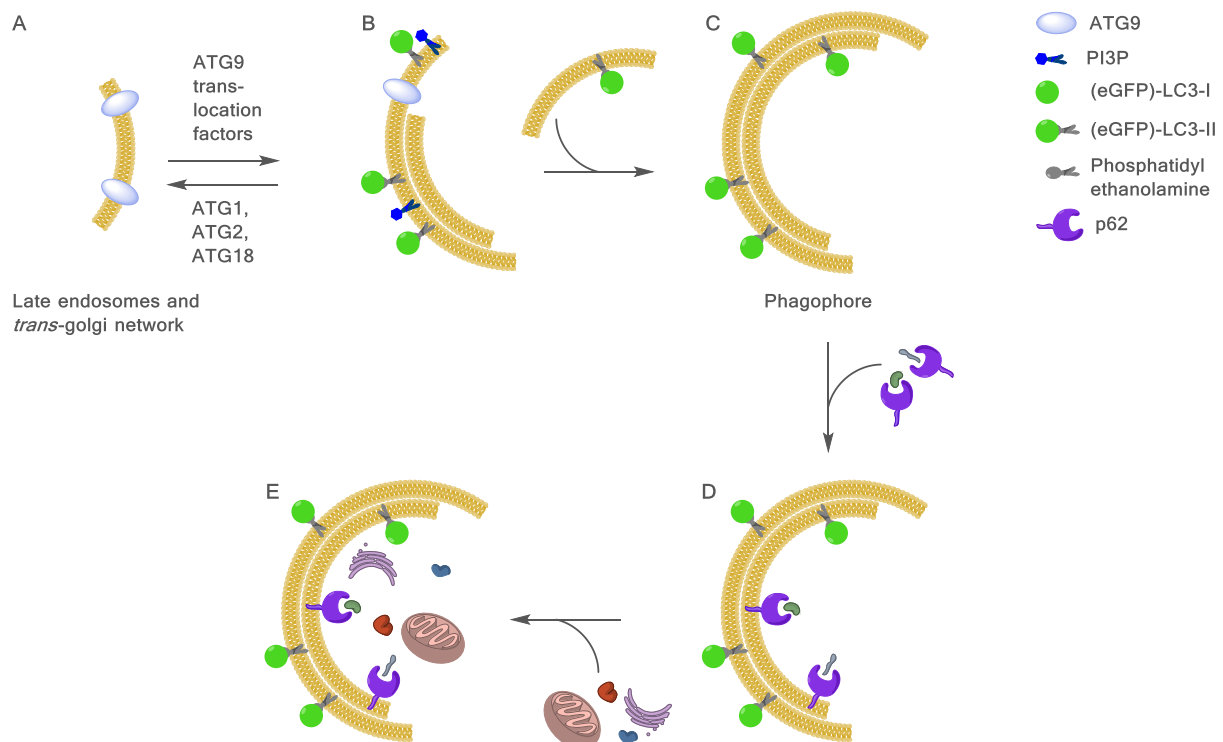 A
B
C
ATG9
trans-
location
factors
ATG1,
ATG2,
ATG18
Late endosomes and
trans-golgi network
Phagophore
ATG9
PI3P
(eGFP)-LC3-I
(eGFP)-LC3-II
Phosphatidyl
ethanolamine
p62
E
D